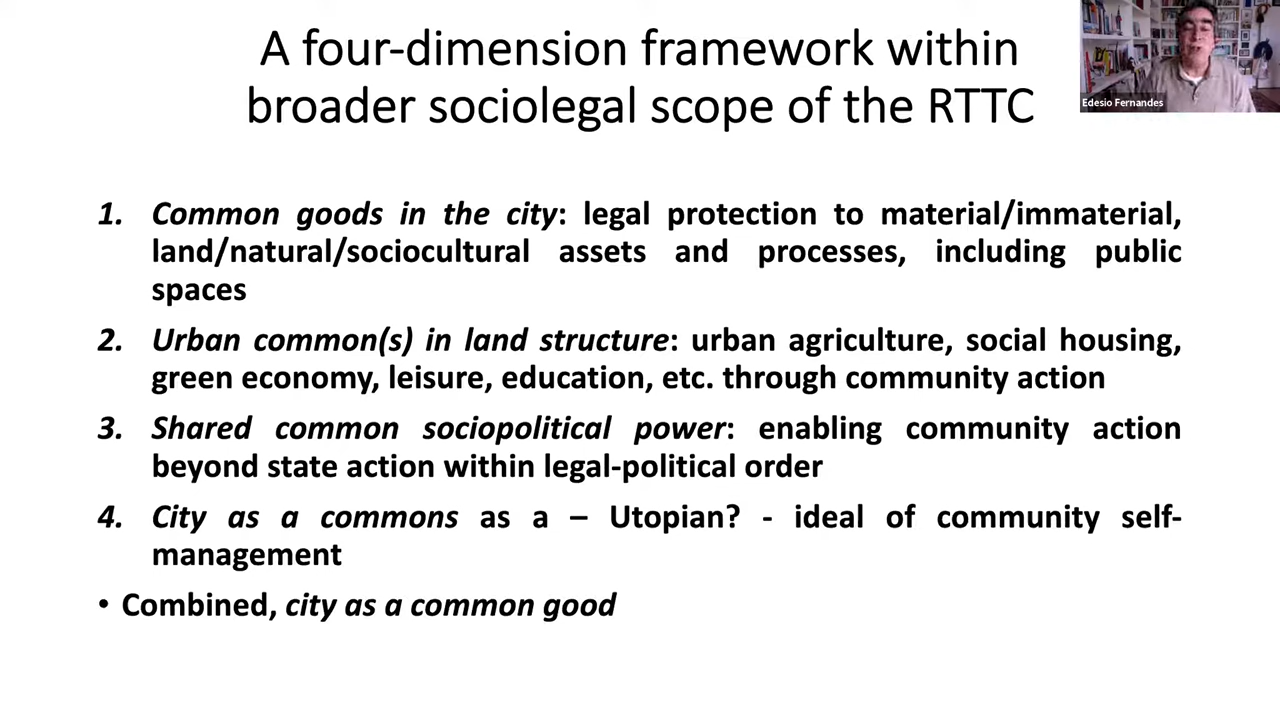 A four-dimension framework within
broader sociolegal scope of the RTTC
Edesio Fernandes
1. Common goods in the city: legal protection to material/immaterial,
land/natural/sociocultural assets and processes, including public
spaces
2. Urban common(s) in land structure: urban agriculture, social housing,
green economy, leisure, education, etc. through community action
3. Shared common sociopolitical power: enabling community action
beyond state action within legal-political order
4. City as a commons as a – Utopian? - ideal of community self-
management
• Combined, city as a common good